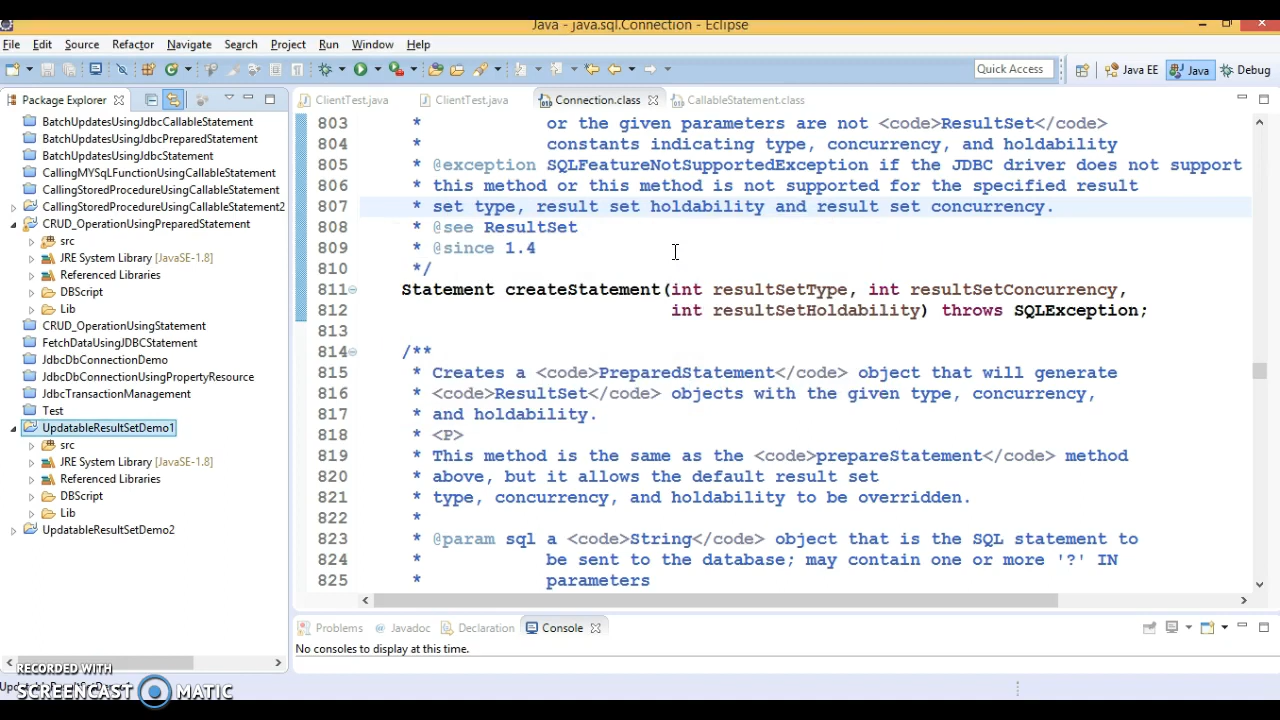 Java - java.sql.Connection - Eclipse
File Edit Source Refactor Navigate Search Project Run Window Help
Quick Access Java EE Java Debug
Package Explorer
BatchUpdatesUsingJdbcCallableStatement
BatchUpdatesUsingJdbcPreparedStatement
BatchUpdatesUsingJdbcStatement
CallingMYSqlFunctionUsingCallableStatement
CallingStoredProcedureUsingCallableStatement
CallingStoredProcedureUsingCallableStatement2
CRUD_OperationUsingPreparedStatement
src
JRE System Library [JavaSE-1.8]
Referenced Libraries
DBScript
Lib
CRUD_OperationUsingStatement
FetchDataUsingJDBCStatement
JdbcDbConnectionDemo
JdbcDbConnectionUsingPropertyResource
JdbcTransactionManagement
Test
UpdatableResultSetDemo1
src
JRE System Library [JavaSE-1.8]
Referenced Libraries
DBScript
Lib
UpdatableResultSetDemo2
ClientTest.java ClientTest.java Connection.class CallableStatement.class
803 * or the given parameters are not <code>ResultSet</code>
804 * constants indicating type, concurrency, and holdability
805 * @exception SQLFeatureNotSupportedException if the JDBC driver does not support
806 * this method or this method is not supported for the specified result
807 * set type, result set holdability and result set concurrency.
808 * @see ResultSet
809 * @since 1.4
810 */
811 Statement createStatement(int resultSetType, int resultSetConcurrency,
812 int resultSetHoldability) throws SQLException;
813
814 /**
815 * Creates a <code>PreparedStatement</code> object that will generate
816 * <code>ResultSet</code> objects with the given type, concurrency,
817 * and holdability.
818 * <P>
819 * This method is the same as the <code>prepareStatement</code> method
820 * above, but it allows the default result set
821 * type, concurrency, and holdability to be overridden.
822 *
823 * @param sql a <code>String</code> object that is the SQL statement to
824 * be sent to the database; may contain one or more '?' IN
825 * parameters
Problems Javadoc Declaration Console
No consoles to display at this time.
RECORDED WITH
SCREENCAST MATIC